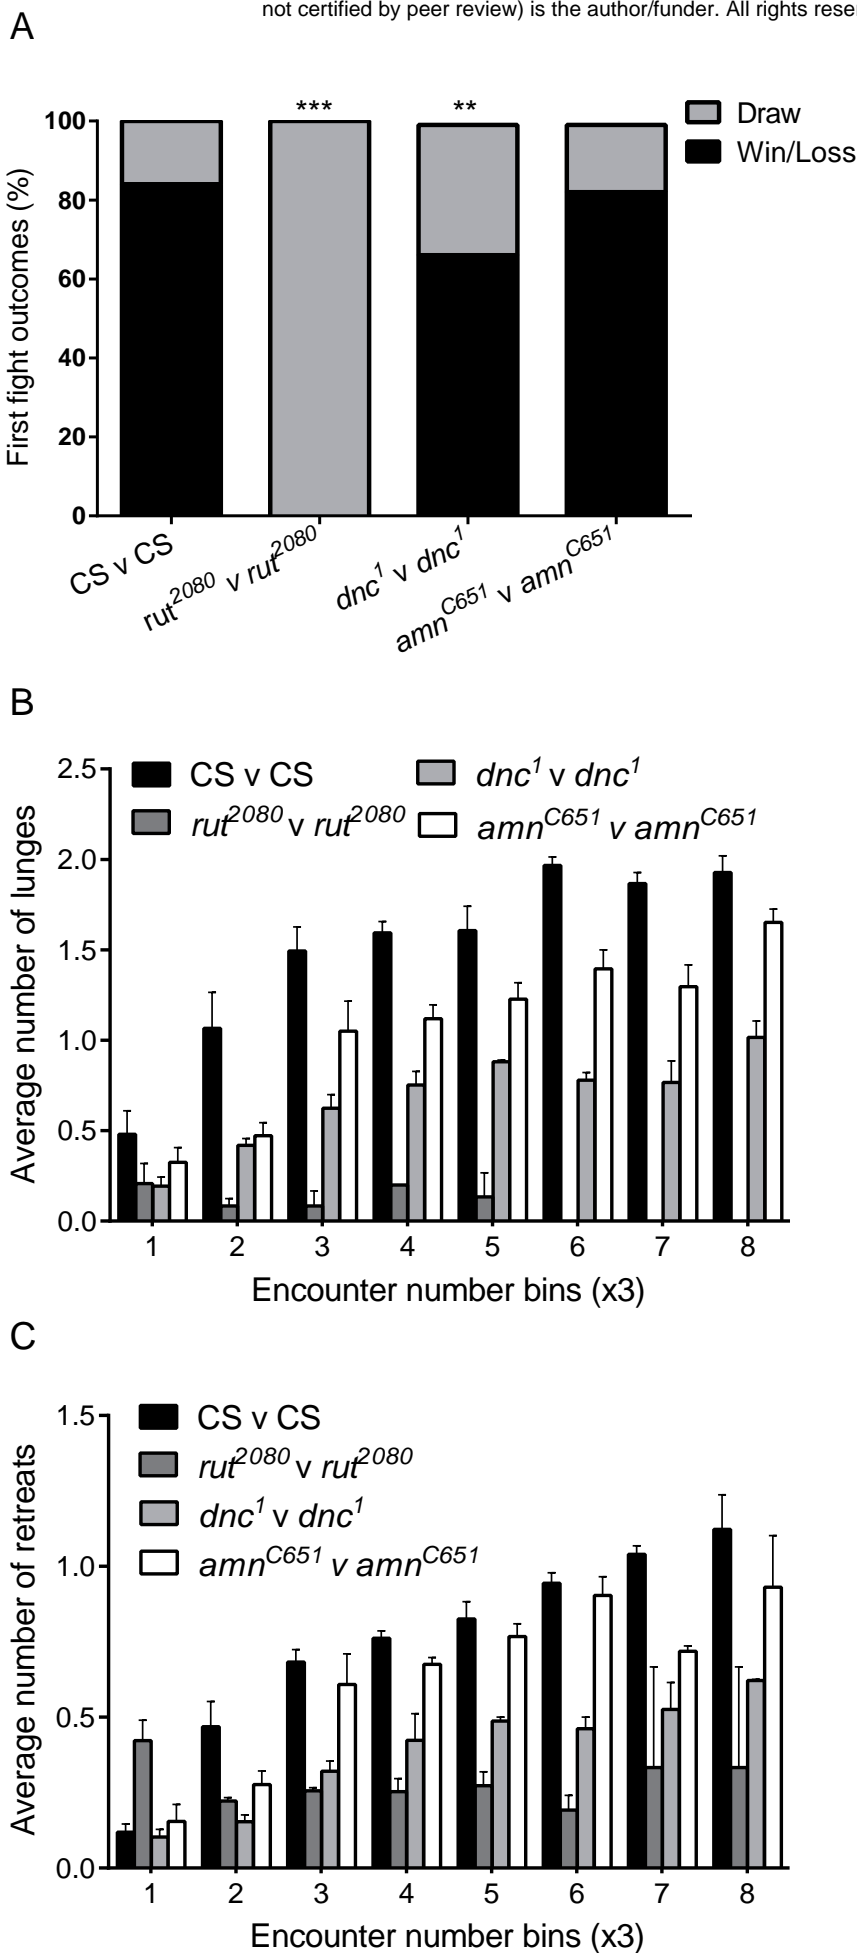 not certified by peer review) is the author/funder. All rights rese
A
*** **
100
80
60
40
20
0
First fight outcomes (%)
Draw
Win/Loss
CS v CS
rut2080 v rut2080
dnc1 v dnc1
amnC651 v amnC651
B
2.5
2.0
1.5
1.0
0.5
0.0
Average number of lunges
CS v CS
rut2080 v rut2080
dnc1 v dnc1
amnC651 v amnC651
1 2 3 4 5 6 7 8
Encounter number bins (x3)
C
1.5
1.0
0.5
0.0
Average number of retreats
CS v CS
rut2080 v rut2080
dnc1 v dnc1
amnC651 v amnC651
1 2 3 4 5 6 7 8
Encounter number bins (x3)